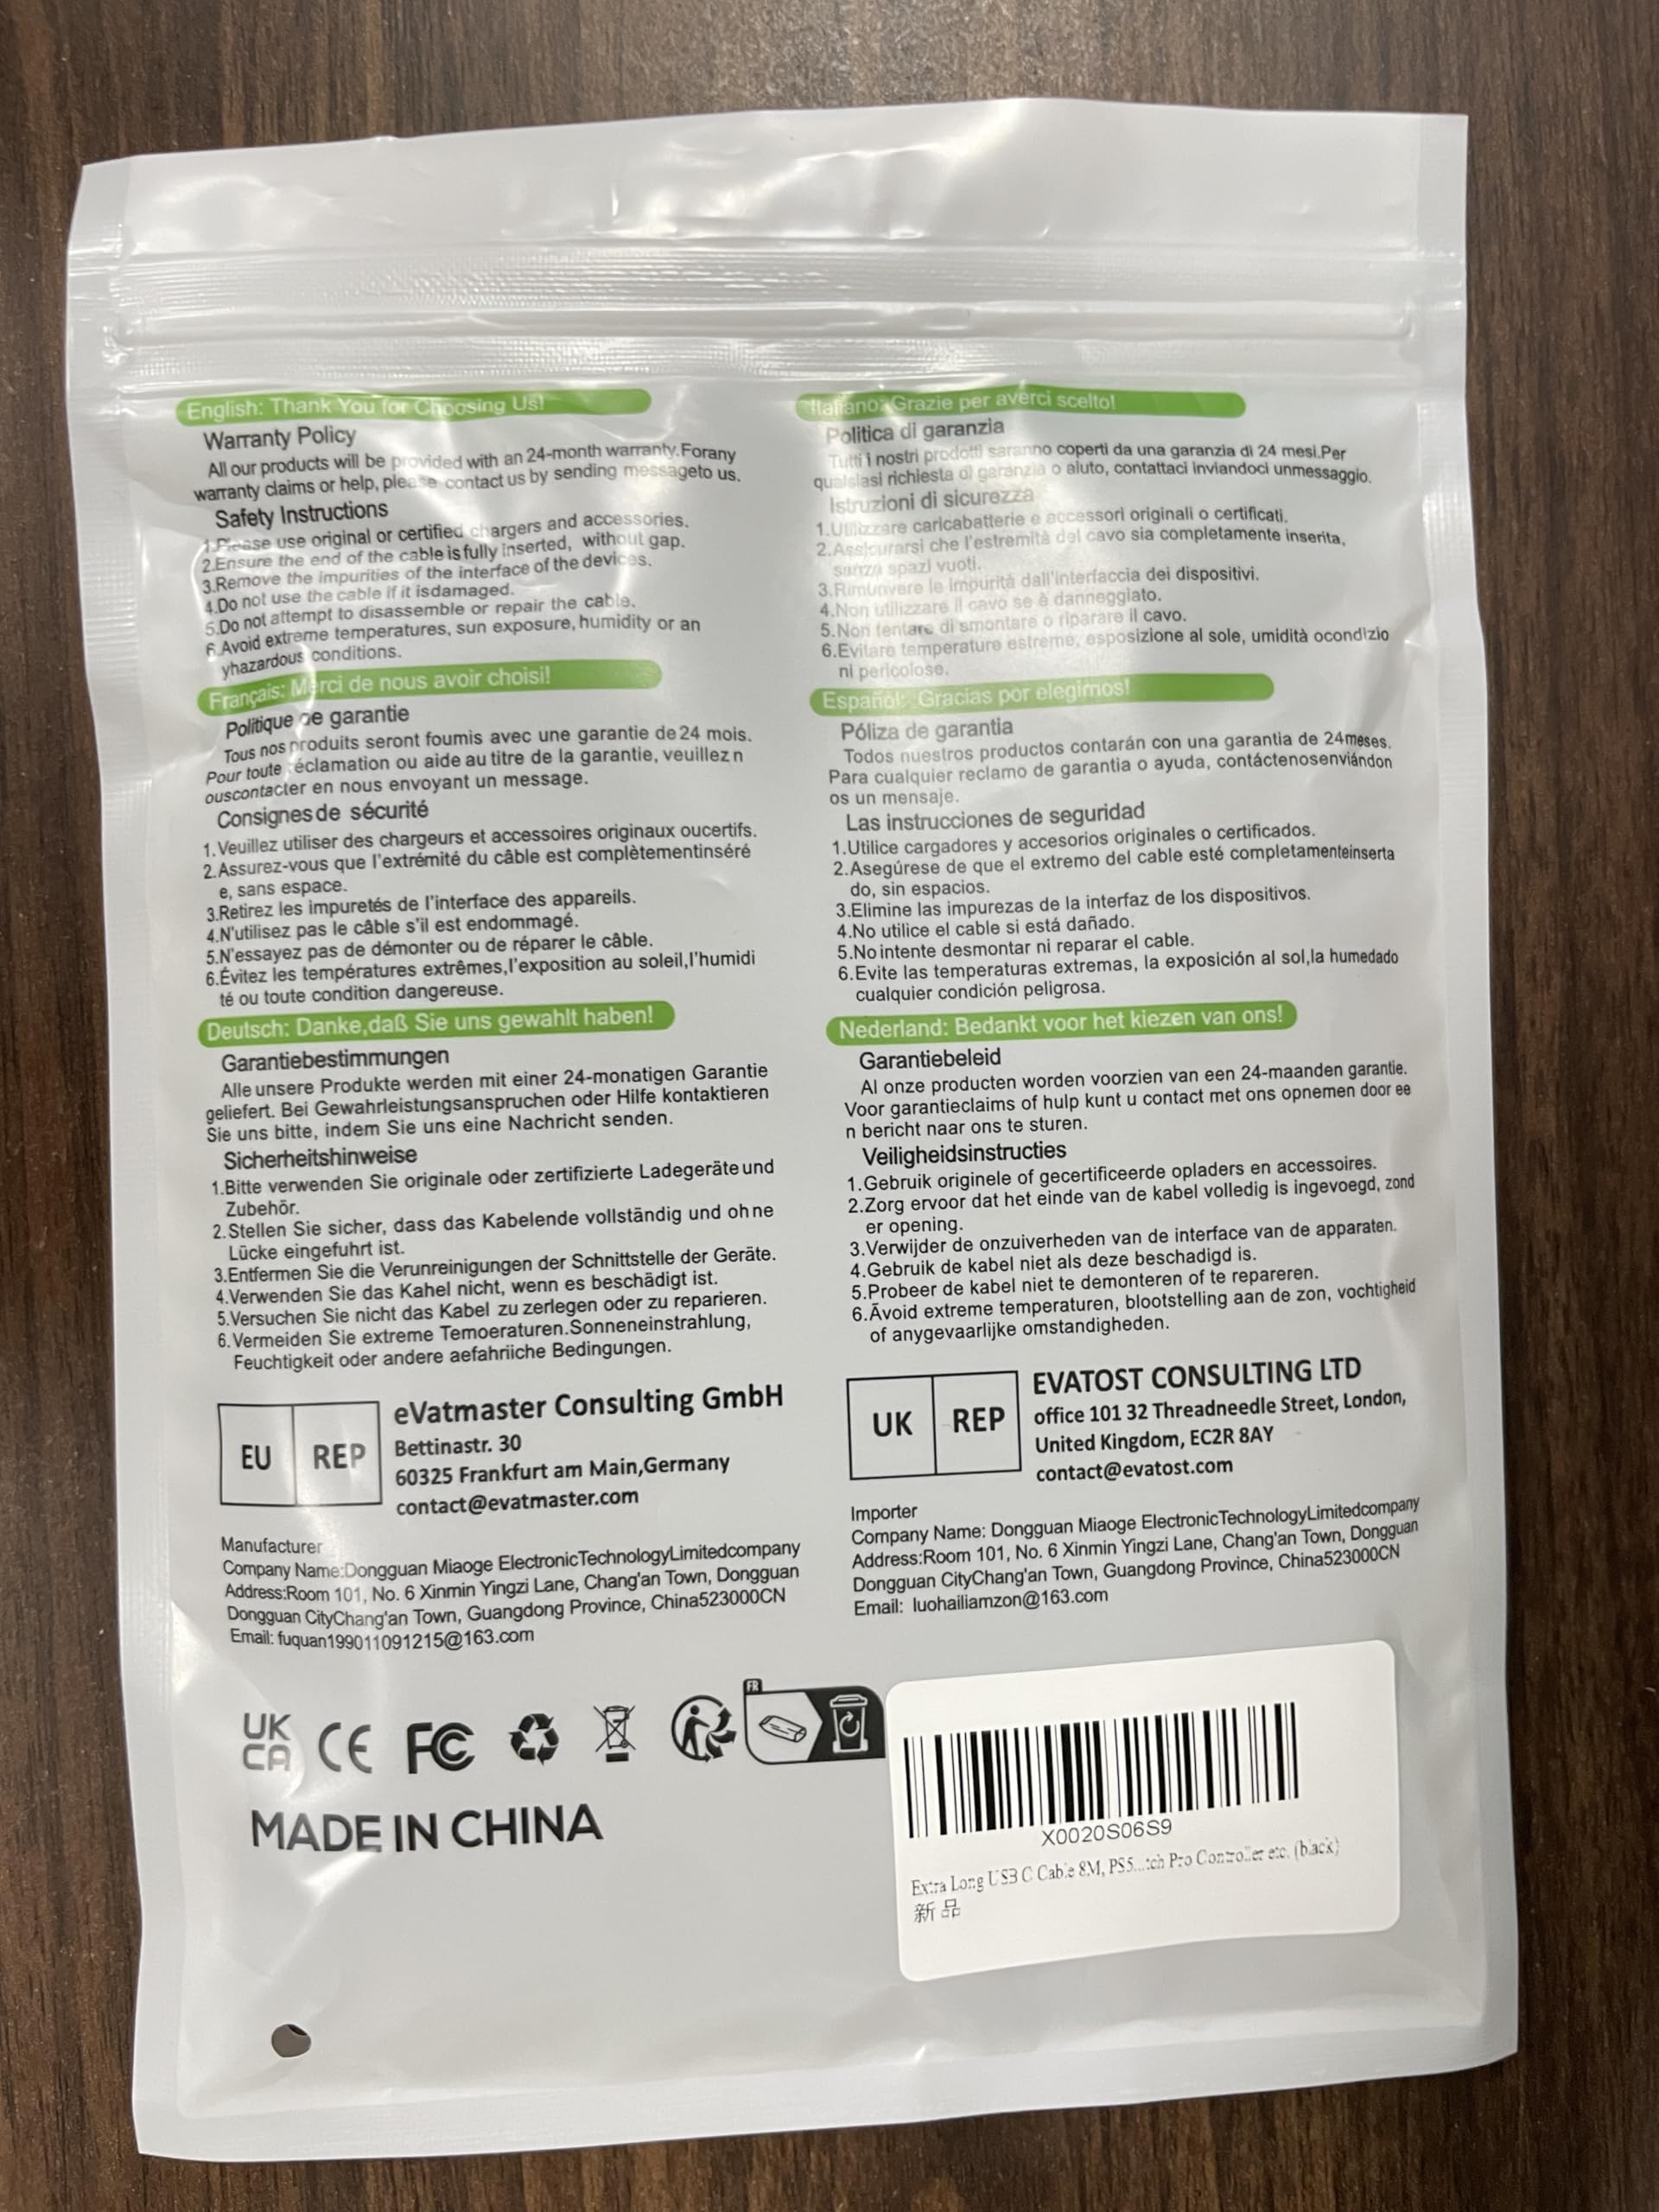 English: Thank You for Choosing Us!
Warranty Policy
All our products will be provided with an 24-month warranty.Forany
warranty claims or help, please contact us by sending messageto us.
Safety Instructions
1.Please use original or certified chargers and accessories.
2.Ensure the end of the cable is fully inserted, without gap.
3.Remove the impurities of the interface of the devices.
4.Do not use the cable if it isdamaged.
5.Do not attempt to disassemble or repair the cable.
6.Avoid extreme temperatures, sun exposure, humidity or an
yhazardous conditions.
Français: Merci de nous avoir choisi!
Politique de garantie
Tous nos produits seront foumis avec une garantie de 24 mois.
Pour toute réclamation ou aide au titre de la garantie, veuillez n
ouscontacter en nous envoyant un message.
Consignes de sécurité
1.Veuillez utiliser des chargeurs et accessoires originaux oucertifs.
2.Assurez-vous que l'extrémité du câble est complètementinséré
e, sans espace.
3.Retirez les impuretés de l'interface des appareils.
4.N'utilisez pas le câble s'il est endommagé.
5.N'essayez pas de démonter ou de réparer le câble.
6.Évitez les températures extrêmes,l'exposition au soleil,l'humidi
té ou toute condition dangereuse.
Deutsch: Danke,daß Sie uns gewahlt haben!
Garantiebestimmungen
Alle unsere Produkte werden mit einer 24-monatigen Garantie
geliefert. Bei Gewahrleistungsanspruchen oder Hilfe kontaktieren
Sie uns bitte, indem Sie uns eine Nachricht senden.
Sicherheitshinweise
1.Bitte verwenden Sie originale oder zertifizierte Ladegeräte und
Zubehör.
2.Stellen Sie sicher, dass das Kabelende vollständig und oh ne
Lücke eingefuhrt ist.
3.Entfermen Sie die Verunreinigungen der Schnittstelle der Geräte.
4.Verwenden Sie das Kahel nicht, wenn es beschädigt ist.
5.Versuchen Sie nicht das Kabel zu zerlegen oder zu reparieren.
6.Vermeiden Sie extreme Temoeraturen.Sonneneinstrahlung,
Feuchtigkeit oder andere aefahriiche Bedingungen.
EU REP
eVatmaster Consulting GmbH
Bettinastr. 30
60325 Frankfurt am Main,Germany
contact@evatmaster.com
Manufacturer
Company Name:Dongguan Miaoge ElectronicTechnologyLimitedcompany
Address:Room 101, No. 6 Xinmin Yingzi Lane, Chang'an Town, Dongguan
Dongguan CityChang'an Town, Guangdong Province, China523000CN
Email: fuquan199011091215@163.com
Italiano: Grazie per averci scelto!
Politica di garanzia
Tutti i nostri prodotti saranno coperti da una garanzia di 24 mesi.Per
qualsiasi richiesta di garanzia o aiuto, contattaci inviandoci unmessaggio.
Istruzioni di sicurezza
1.Utilizzare caricabatterie e accessori originali o certificati.
2.Assicurarsi che l'estremità del cavo sia completamente inserita,
sanza spazi vuoti.
3.Rimunvere le impurità dall'interfaccia dei dispositivi.
4.Non utilizzare il cavo se è danneggiato.
5.Non tentare di smontare o riparare il cavo.
6.Evitare temperature estreme, esposizione al sole, umidità ocondizio
ni pericolose.
Español: Gracias por elegirnos!
Póliza de garantia
Todos nuestros productos contarán con una garantia de 24meses.
Para cualquier reclamo de garantia o ayuda, contáctenosenviándon
os un mensaje.
Las instrucciones de seguridad
1.Utilice cargadores y accesorios originales o certificados.
2.Asegúrese de que el extremo del cable esté completamenteinserta
do, sin espacios.
3.Elimine las impurezas de la interfaz de los dispositivos.
4.No utilice el cable si está dañado.
5.No intente desmontar ni reparar el cable.
6.Evite las temperaturas extremas, la exposición al sol,la humedado
cualquier condición peligrosa.
Nederland: Bedankt voor het kiezen van ons!
Garantiebeleid
Al onze producten worden voorzien van een 24-maanden garantie.
Voor garantieclaims of hulp kunt u contact met ons opnemen door ee
n bericht naar ons te sturen.
Veiligheidsinstructies
1.Gebruik originele of gecertificeerde opladers en accessoires.
2.Zorg ervoor dat het einde van de kabel volledig is ingevoegd, zond
er opening.
3.Verwijder de onzuiverheden van de interface van de apparaten.
4.Gebruik de kabel niet als deze beschadigd is.
5.Probeer de kabel niet te demonteren of te repareren.
6.Āvoid extreme temperaturen, blootstelling aan de zon, vochtigheid
of anygevaarlijke omstandigheden.
UK REP
EVATOST CONSULTING LTD
office 101 32 Threadneedle Street, London,
United Kingdom, EC2R 8AY
contact@evatost.com
Importer
Company Name: Dongguan Miaoge ElectronicTechnologyLimitedcompany
Address:Room 101, No. 6 Xinmin Yingzi Lane, Chang'an Town, Dongguan
Dongguan CityChang'an Town, Guangdong Province, China523000CN
Email: luohailiamzon@163.com
UK
CA CE FC
FR
MADE IN CHINA
X0020S06S9
Extra Long USB C Cable 8M, PS5...tch Pro Controller etc. (black)
新品